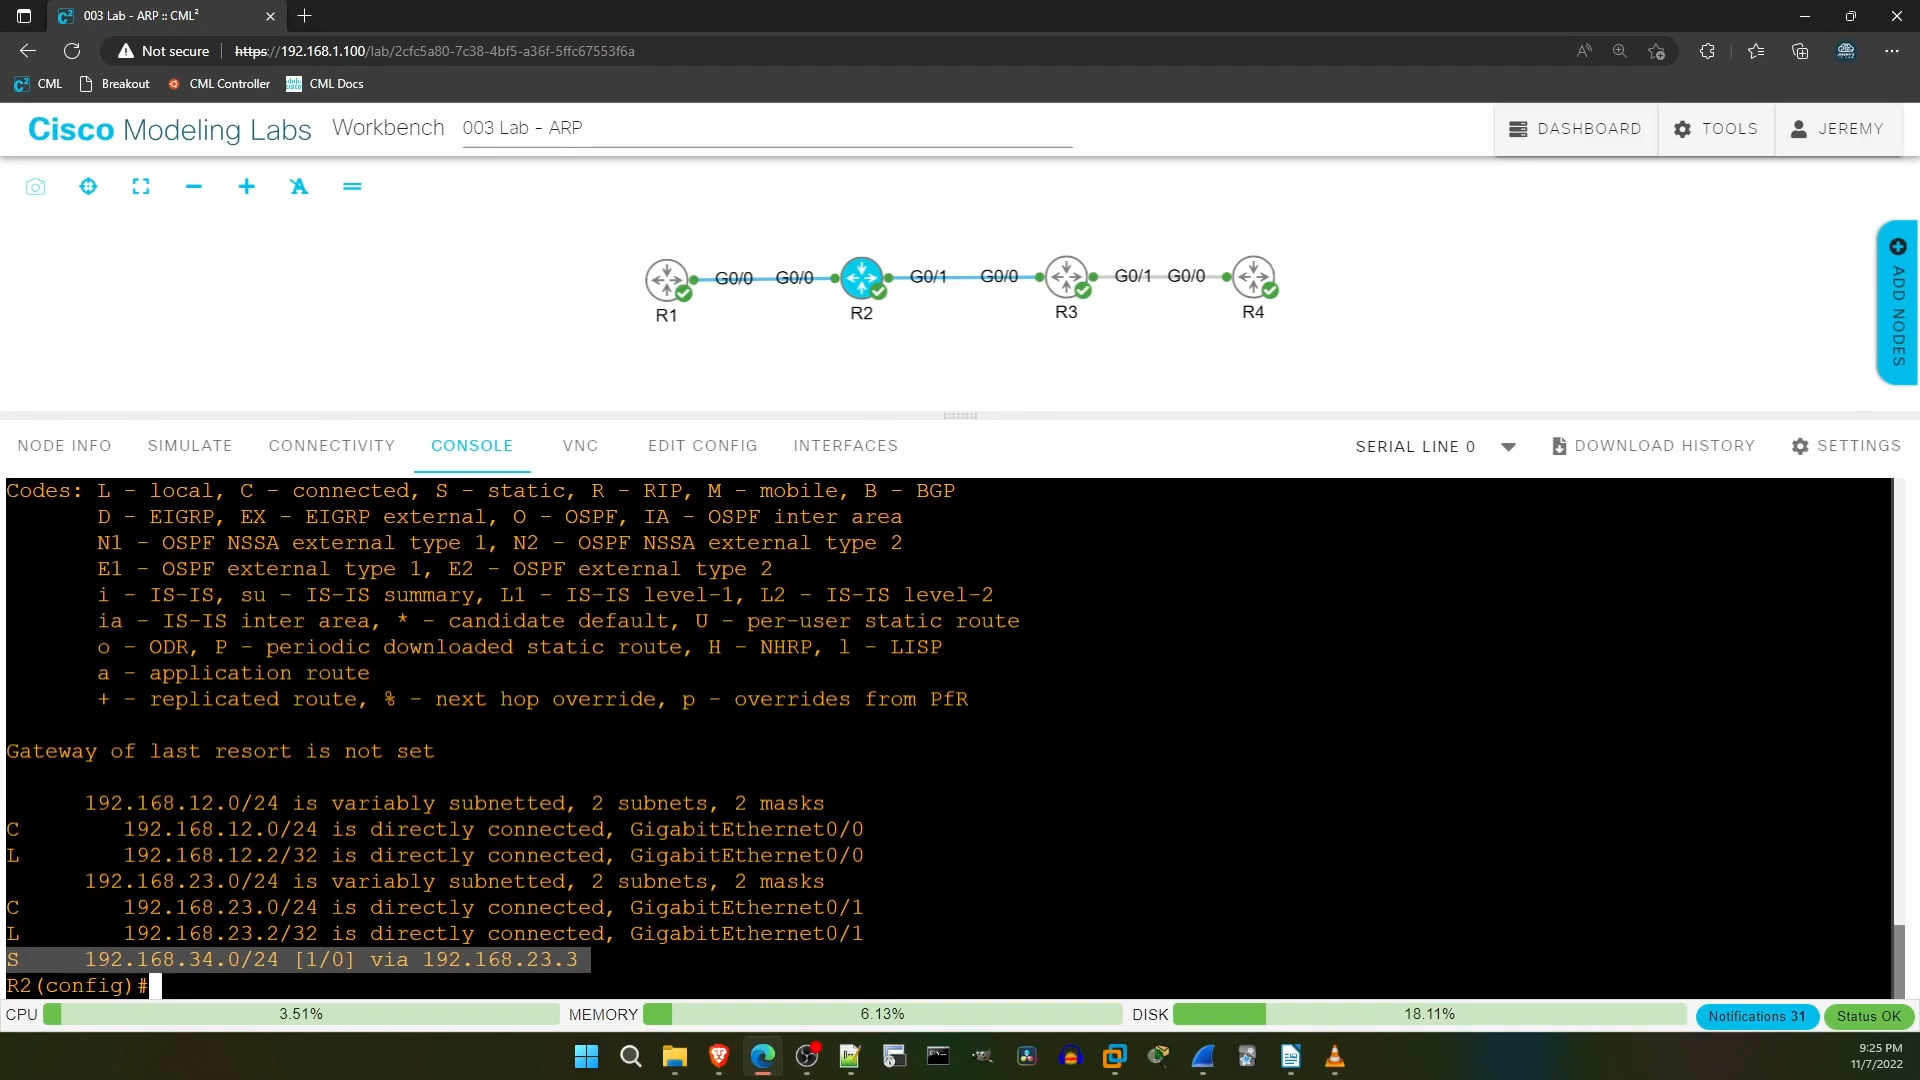 003 Lab - ARP :: CML²
Not secure
https://192.168.1.100/lab/2cfc5a80-7c38-4bf5-a36f-5ffc67553f6a
CML
Breakout
CML Controller
CML Docs
Cisco Modeling Labs
Workbench
003 Lab - ARP
DASHBOARD
TOOLS
JEREMY
G0/0 G0/0 G0/1 G0/0 G0/1 G0/0
R1 R2 R3 R4
ADD NODES
NODE INFO SIMULATE CONNECTIVITY CONSOLE VNC EDIT CONFIG INTERFACES
SERIAL LINE 0 DOWNLOAD HISTORY SETTINGS
Codes: L - local, C - connected, S - static, R - RIP, M - mobile, B - BGP
D - EIGRP, EX - EIGRP external, O - OSPF, IA - OSPF inter area
N1 - OSPF NSSA external type 1, N2 - OSPF NSSA external type 2
E1 - OSPF external type 1, E2 - OSPF external type 2
i - IS-IS, su - IS-IS summary, L1 - IS-IS level-1, L2 - IS-IS level-2
ia - IS-IS inter area, * - candidate default, U - per-user static route
o - ODR, P - periodic downloaded static route, H - NHRP, l - LISP
a - application route
+ - replicated route, % - next hop override, p - overrides from PfR
Gateway of last resort is not set
192.168.12.0/24 is variably subnetted, 2 subnets, 2 masks
C 192.168.12.0/24 is directly connected, GigabitEthernet0/0
L 192.168.12.2/32 is directly connected, GigabitEthernet0/0
192.168.23.0/24 is variably subnetted, 2 subnets, 2 masks
C 192.168.23.0/24 is directly connected, GigabitEthernet0/1
L 192.168.23.2/32 is directly connected, GigabitEthernet0/1
S 192.168.34.0/24 [1/0] via 192.168.23.3
R2(config)#
CPU 3.51% MEMORY 6.13% DISK 18.11% Notifications 31 Status OK
9:25 PM
11/7/2022